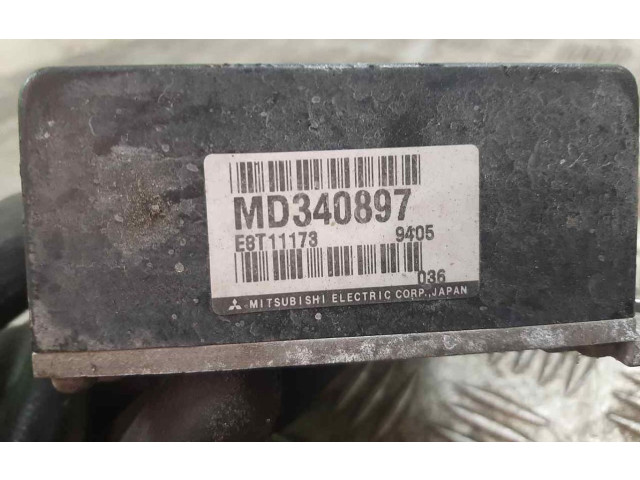 MD340897
E8T11173 9405
036
MITSUBISHI ELECTRIC CORP., JAPAN